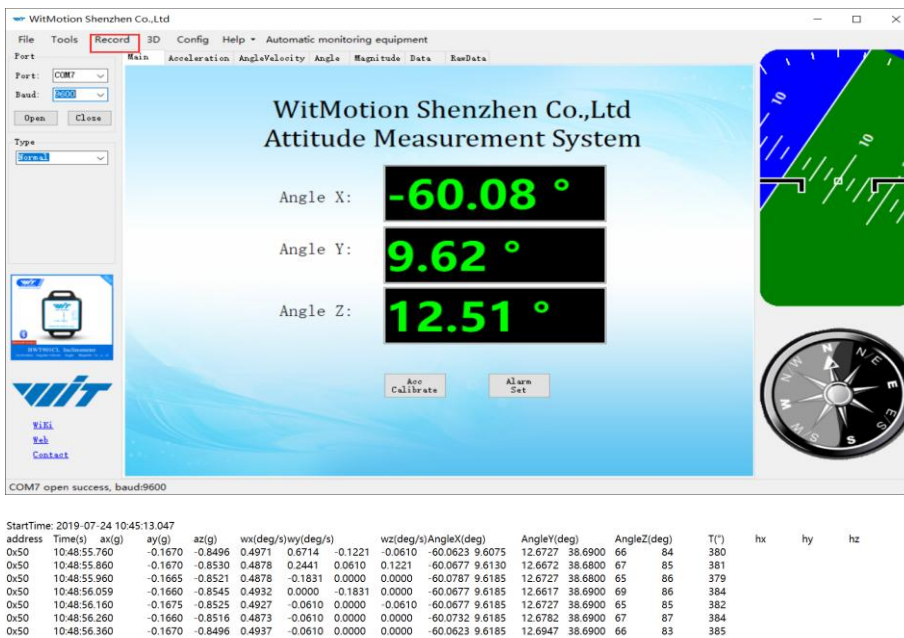 WitMotion Shenzhen Co.,Ltd
File Tools Record 3D Config Help Automatic monitoring equipment
Port
Port: COM7
Baud: 9600
Open Close
Type
Normal
Main Acceleration AngleVelocity Angle Magnitude Data RawData
WitMotion Shenzhen Co.,Ltd
Attitude Measurement System
Angle X: -60.08 °
Angle Y: 9.62 °
Angle Z: 12.51 °
Acc
Calibrate
Alarm
Set
10
10
WiT
WiKi
Web
Contact
N
N/E
E
E/S
S
S/W
W
W/N
COM7 open success, baud:9600
StartTime: 2019-07-24 10:45:13.047
address Time(s) ax(g) ay(g) az(g) wx(deg/s)wy(deg/s) wz(deg/s)AngleX(deg) AngleY(deg) AngleZ(deg) T(°) hx hy hz
0x50 10:48:55.760 -0.1670 -0.8496 0.4971 0.6714 -0.1221 -0.0610 -60.0623 9.6075 12.6727 38.6900 66 84 380
0x50 10:48:55.860 -0.1670 -0.8530 0.4878 0.2441 0.0610 0.1221 -60.0677 9.6130 12.6672 38.6800 67 85 381
0x50 10:48:55.960 -0.1665 -0.8521 0.4878 -0.1831 0.0000 0.0000 -60.0787 9.6185 12.6727 38.6800 65 86 379
0x50 10:48:56.059 -0.1660 -0.8545 0.4932 0.0000 -0.1831 0.0000 -60.0677 9.6185 12.6617 38.6900 69 86 384
0x50 10:48:56.160 -0.1675 -0.8525 0.4927 -0.0610 0.0000 -0.0610 -60.0677 9.6185 12.6727 38.6900 65 85 382
0x50 10:48:56.260 -0.1660 -0.8516 0.4873 -0.0610 0.0000 0.0000 -60.0732 9.6185 12.6782 38.6900 67 87 384
0x50 10:48:56.360 -0.1670 -0.8496 0.4937 -0.0610 0.0000 0.0000 -60.0623 9.6185 12.6947 38.6900 66 83 385